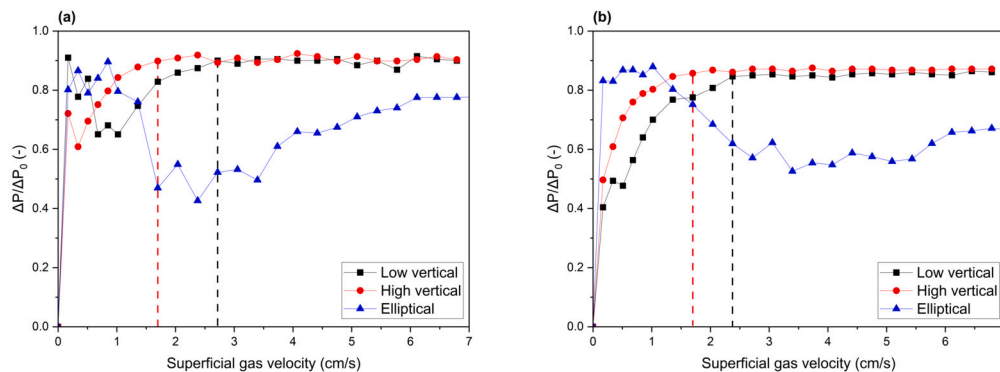 (a)
1.0
0.8
0.6
0.4
0.2
0.0
ΔP/ΔP₀ (-)
Low vertical
High vertical
Elliptical
0 1 2 3 4 5 6 7
Superficial gas velocity (cm/s)
(b)
1.0
0.8
0.6
0.4
0.2
0.0
ΔP/ΔP₀ (-)
Low vertical
High vertical
Elliptical
0 1 2 3 4 5 6
Superficial gas velocity (cm/s)